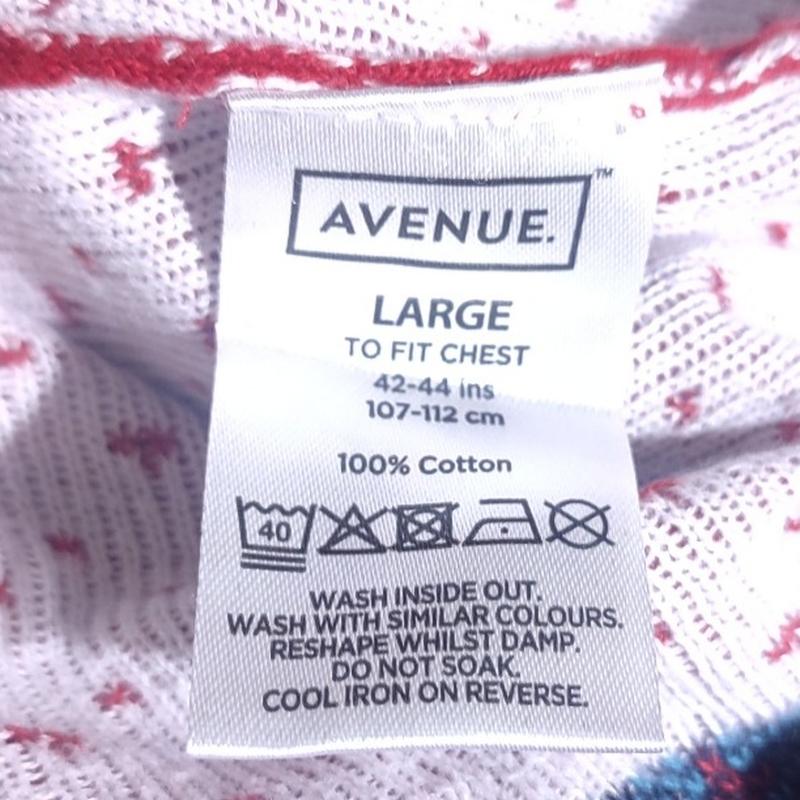 AVENUE.™
LARGE
TO FIT CHEST
42-44 ins
107-112 cm
100% Cotton
40
WASH INSIDE OUT.
WASH WITH SIMILAR COLOURS.
RESHAPE WHILST DAMP.
DO NOT SOAK.
COOL IRON ON REVERSE.